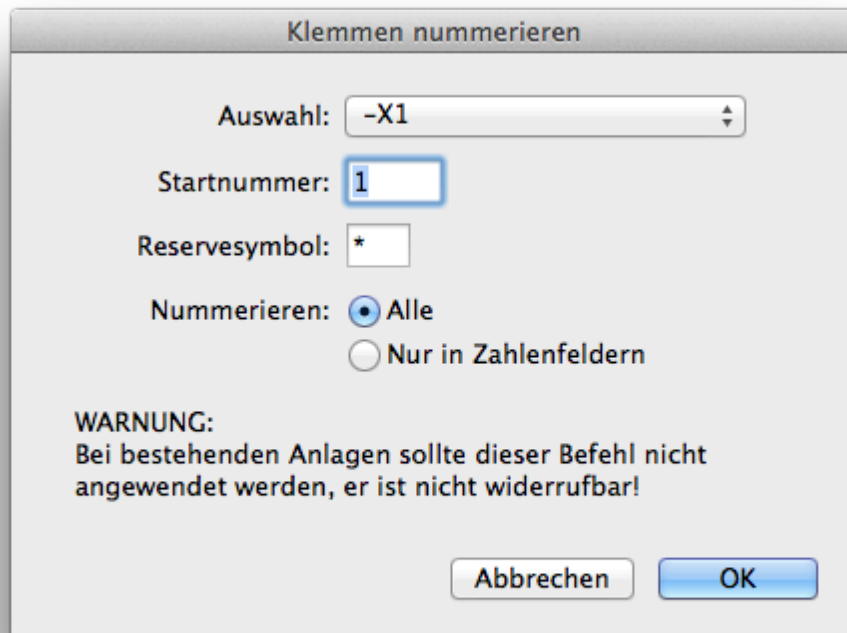 Klemmen nummerieren
Auswahl: -X1
Startnummer: 1
Reservesymbol: *
Nummerieren: Alle
Nur in Zahlenfeldern
WARNUNG:
Bei bestehenden Anlagen sollte dieser Befehl nicht
angewendet werden, er ist nicht widerrufbar!
Abbrechen OK